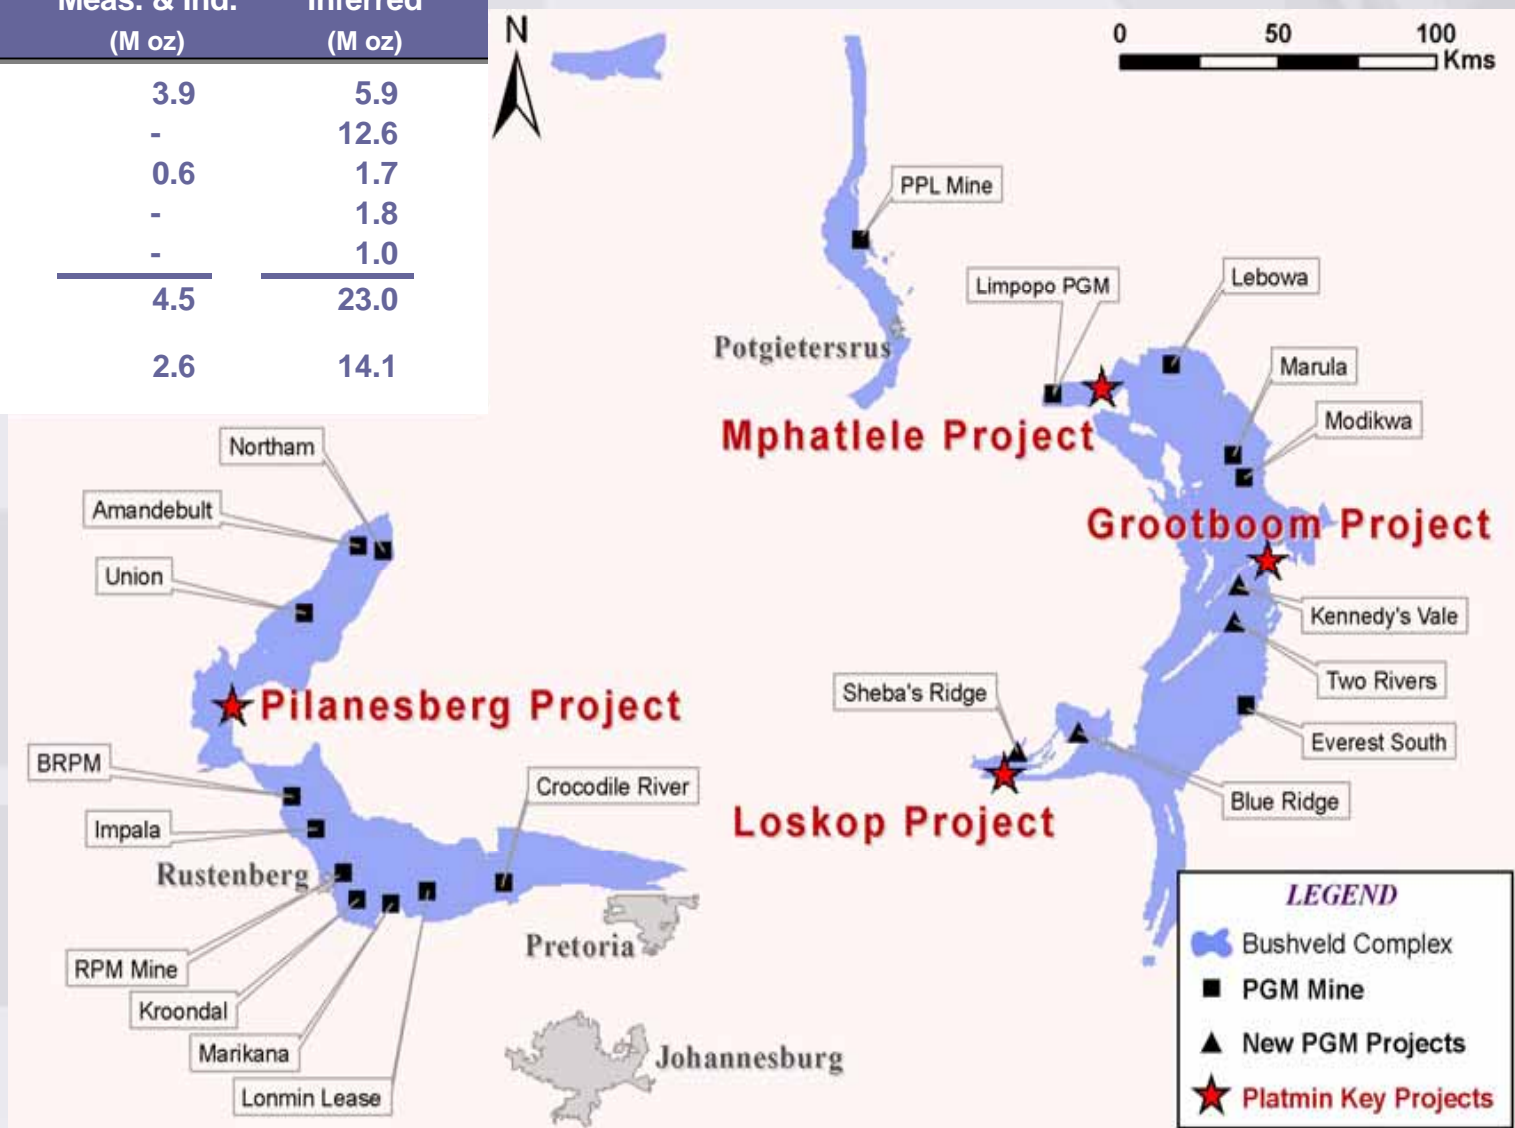 Meas. & Ind. Inferred
(M oz) (M oz)
3.9 5.9
- 12.6
0.6 1.7
- 1.8
- 1.0
4.5 23.0
2.6 14.1
N
0 50 100
Kms
PPL Mine
Limpopo PGM
Lebowa
Potgietersrus
Marula
Modikwa
Mphatlele Project
Northam
Amandebult
Grootboom Project
Union
Kennedy's Vale
Two Rivers
Sheba's Ridge
Pilanesberg Project
Everest South
BRPM
Crocodile River
Blue Ridge
Impala
Loskop Project
Rustenberg
Pretoria
RPM Mine
Kroondal
Marikana
Johannesburg
Lonmin Lease
LEGEND
Bushveld Complex
PGM Mine
New PGM Projects
Platmin Key Projects